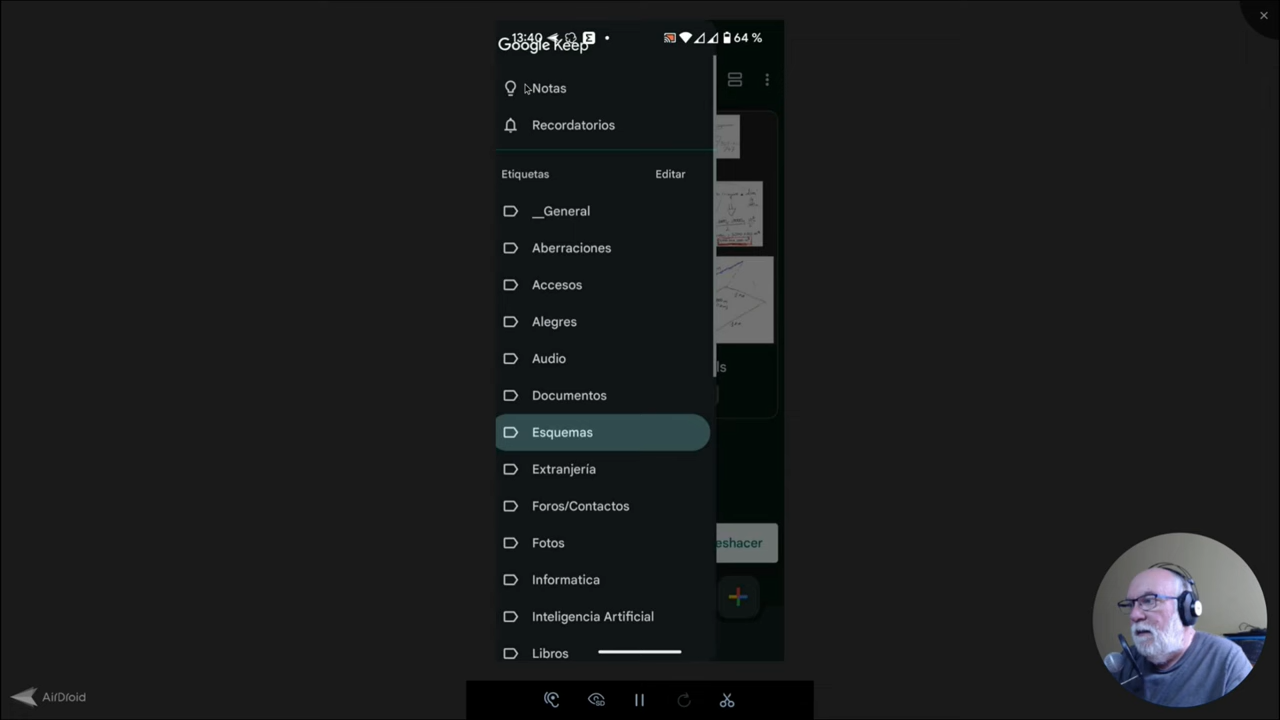 13:40
64 %
Google Keep
Notas
Recordatorios
Etiquetas
Editar
__General
Aberraciones
Accesos
Alegres
Audio
Documentos
Esquemas
Extranjería
Foros/Contactos
Fotos
eshacer
Informatica
Inteligencia Artificial
Libros
SD
AirDroid